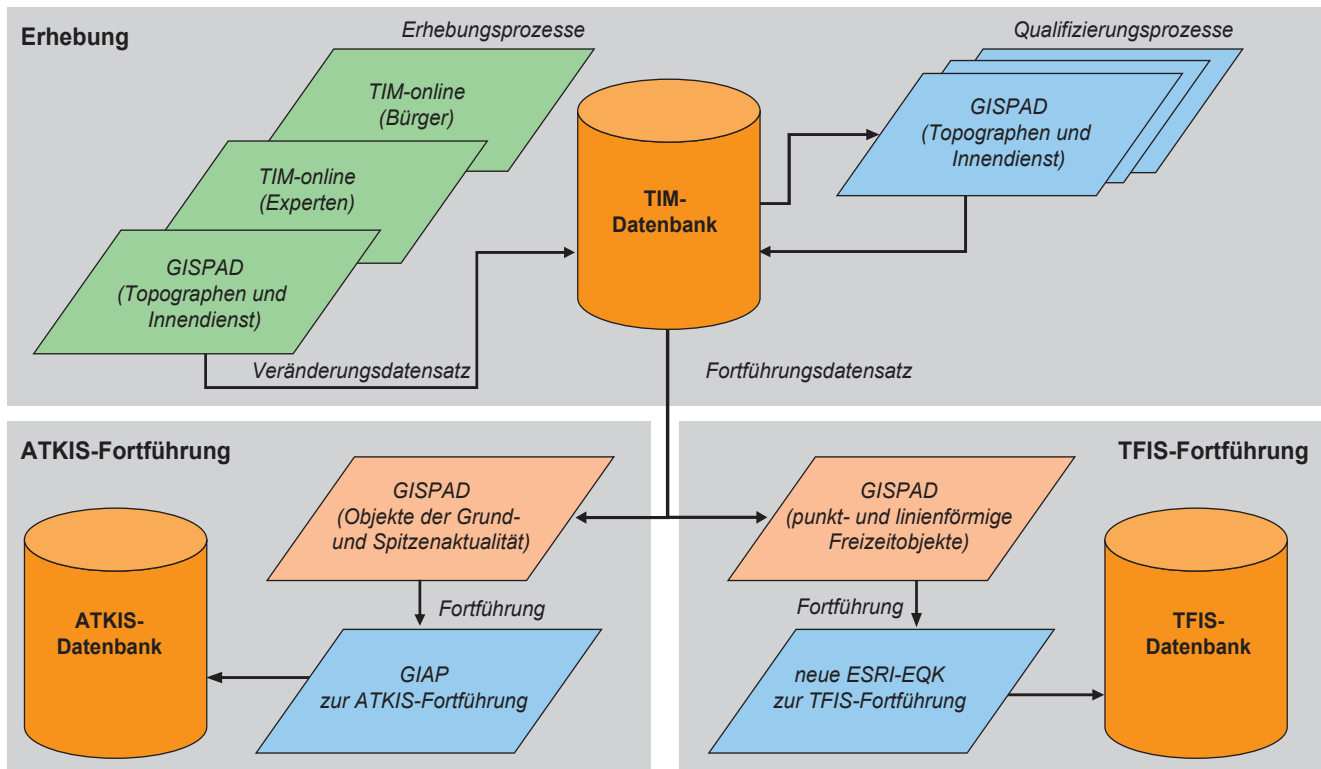 Erhebung
Erhebungsprozesse
Qualifizierungsprozesse
TIM-online
(Bürger)
TIM-online
(Experten)
GISPAD
(Topographen und
Innendienst)
TIM-
Datenbank
GISPAD
(Topographen und
Innendienst)
Veränderungsdatensatz
Fortführungsdatensatz
ATKIS-Fortführung
GISPAD
(Objekte der Grund-
und Spitzenaktualität)
Fortführung
ATKIS-
Datenbank
GIAP
zur ATKIS-Fortführung
TFIS-Fortführung
GISPAD
(punkt- und linienförmige
Freizeitobjekte)
Fortführung
neue ESRI-EQK
zur TFIS-Fortführung
TFIS-
Datenbank